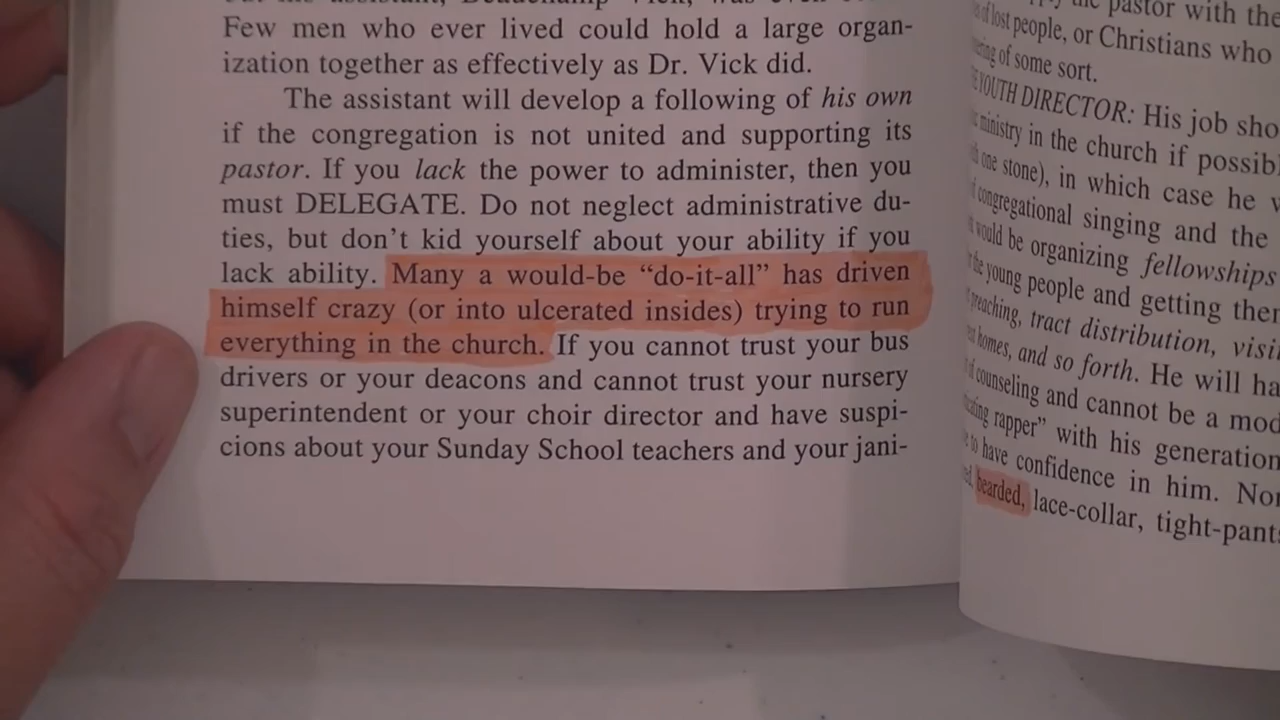 Few men who ever lived could hold a large organ-
ization together as effectively as Dr. Vick did.
The assistant will develop a following of his own
if the congregation is not united and supporting its
pastor. If you lack the power to administer, then you
must DELEGATE. Do not neglect administrative du-
ties, but don't kid yourself about your ability if you
lack ability. Many a would-be “do-it-all” has driven
himself crazy (or into ulcerated insides) trying to run
everything in the church. If you cannot trust your bus
drivers or your deacons and cannot trust your nursery
superintendent or your choir director and have suspi-
cions about your Sunday School teachers and your jani-
pastor with the
of lost people, or Christians who
of some sort.
YOUTH DIRECTOR: His job sho
ministry in the church if possibl
one stone), in which case he
congregational singing and the
would be organizing fellowships
the young people and getting ther
preaching, tract distribution, visi
homes, and so forth. He will ha
counseling and cannot be a mod
rapper” with his generation
to have confidence in him. Nor
bearded, lace-collar, tight-pants